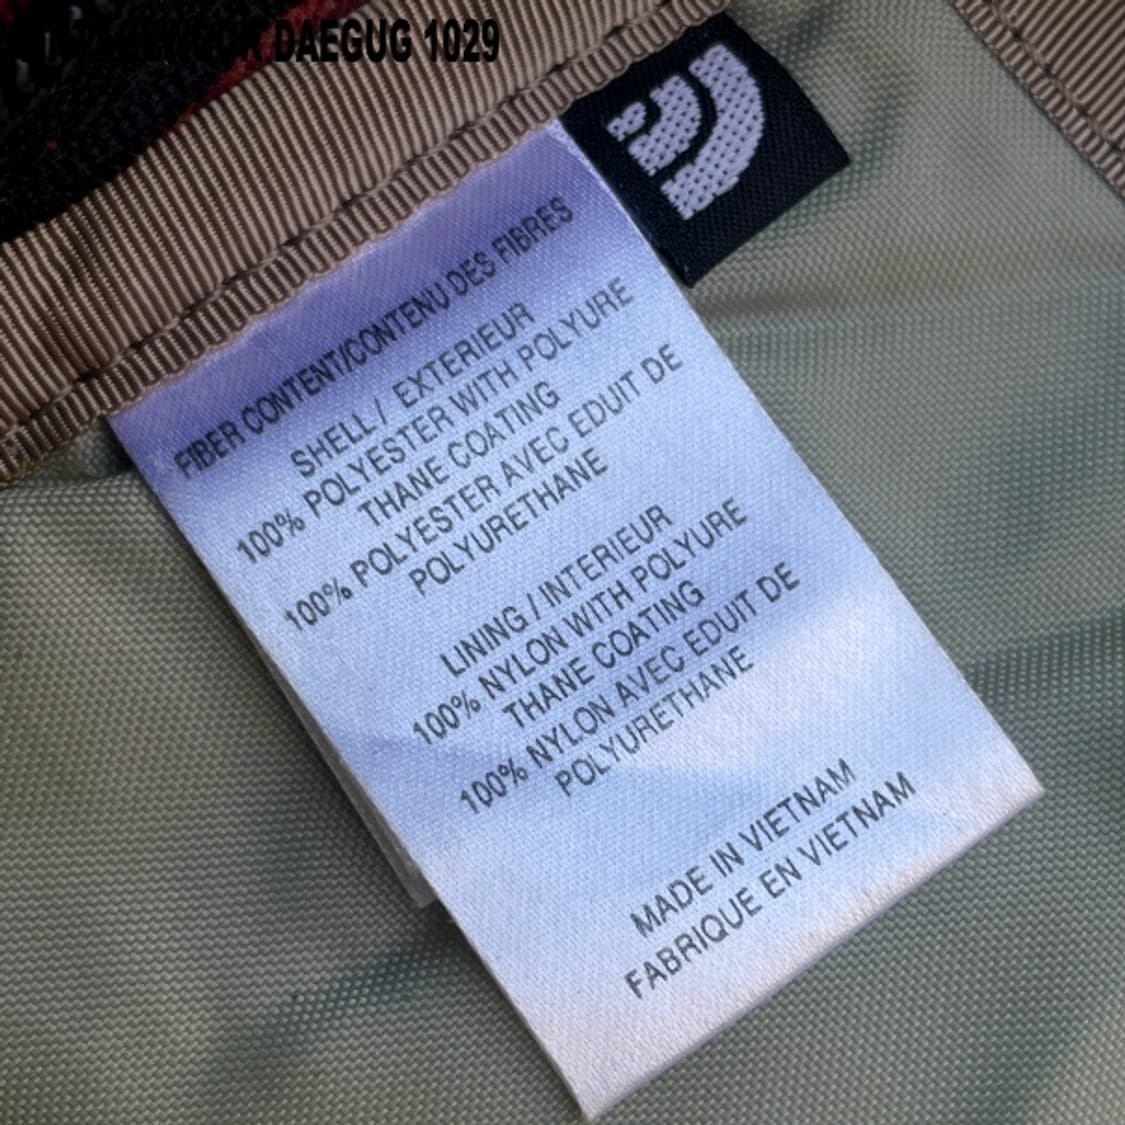 DAEGUG 1029
FIBER CONTENT/CONTENU DES FIBRES
SHELL / EXTERIEUR
100% POLYESTER WITH POLYURE
THANE COATING
100% POLYESTER AVEC EDUIT DE
POLYURETHANE
LINING / INTERIEUR
100% NYLON WITH POLYURE
THANE COATING
100% NYLON AVEC EDUIT DE
POLYURETHANE
MADE IN VIETNAM
FABRIQUE EN VIETNAM